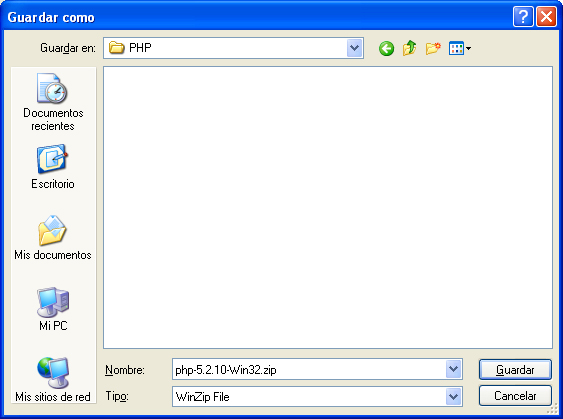 Guardar como
Guardar en: PHP
Documentos
recientes
Escritorio
Mis documentos
Mi PC
Mis sitios de red
Nombre: php-5.2.10-Win32.zip Guardar
Tipo: WinZip File Cancelar